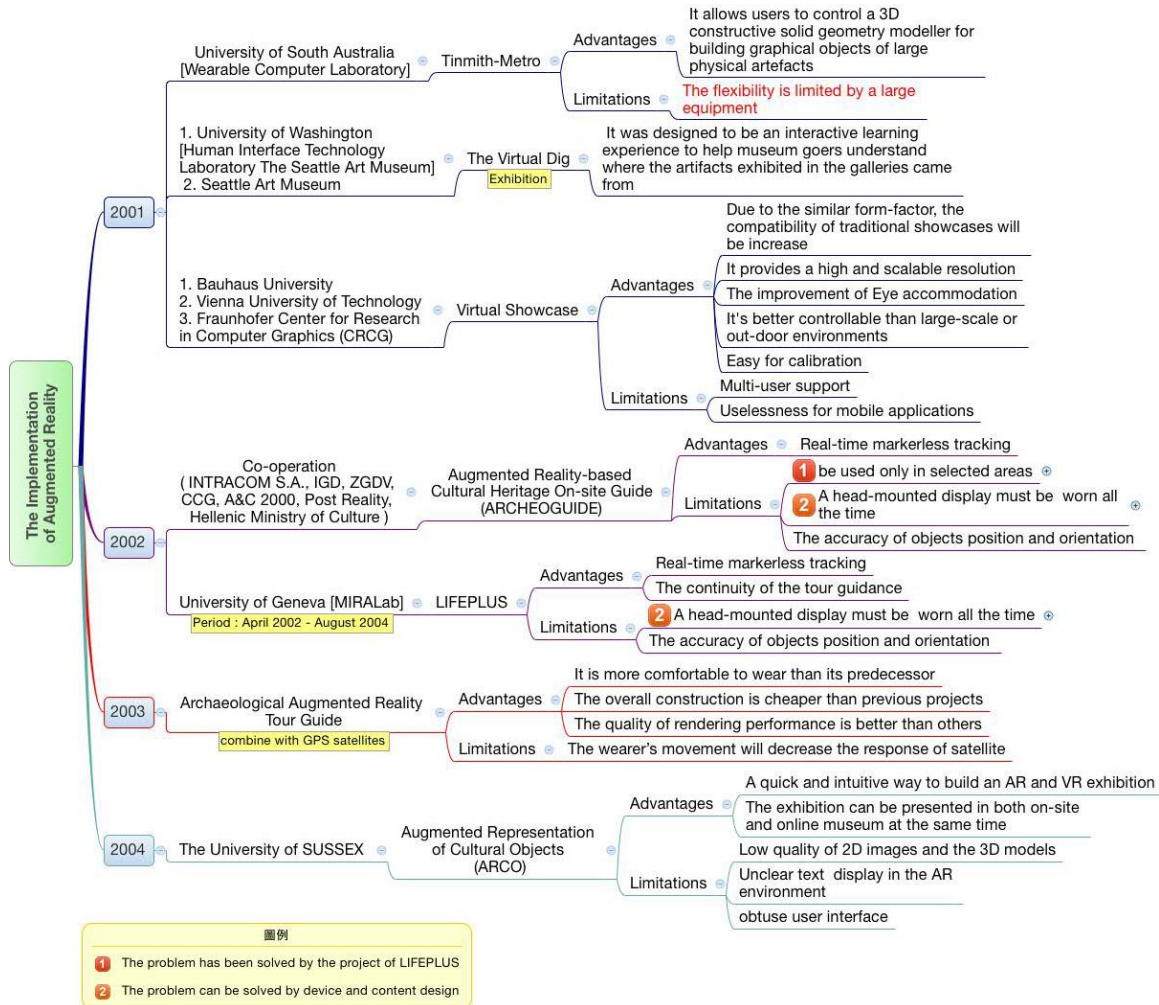 The Implementation
of Augmented Reality
2001
University of South Australia
[Wearable Computer Laboratory]
Tinmith-Metro
Advantages
It allows users to control a 3D
constructive solid geometry modeller for
building graphical objects of large
physical artefacts
Limitations
The flexibility is limited by a large
equipment
1. University of Washington
[Human Interface Technology
Laboratory The Seattle Art Museum]
2. Seattle Art Museum
The Virtual Dig
Exhibition
It was designed to be an interactive learning
experience to help museum goers understand
where the artifacts exhibited in the galleries came
from
1. Bauhaus University
2. Vienna University of Technology
3. Fraunhofer Center for Research
in Computer Graphics (CRCG)
Virtual Showcase
Advantages
Due to the similar form-factor, the
compatibility of traditional showcases will
be increase
It provides a high and scalable resolution
The improvement of Eye accommodation
It's better controllable than large-scale or
out-door environments
Easy for calibration
Limitations
Multi-user support
Uselessness for mobile applications
2002
Co-operation
( INTRACOM S.A., IGD, ZGDV,
CCG, A&C 2000, Post Reality,
Hellenic Ministry of Culture )
Augmented Reality-based
Cultural Heritage On-site Guide
(ARCHEOGUIDE)
Advantages
Real-time markerless tracking
Limitations
1 be used only in selected areas
2 A head-mounted display must be worn all
the time
The accuracy of objects position and orientation
University of Geneva [MIRALab]
Period : April 2002 - August 2004
LIFEPLUS
Advantages
Real-time markerless tracking
The continuity of the tour guidance
Limitations
2 A head-mounted display must be worn all the time
The accuracy of objects position and orientation
2003
Archaeological Augmented Reality
Tour Guide
combine with GPS satellites
Advantages
It is more comfortable to wear than its predecessor
The overall construction is cheaper than previous projects
The quality of rendering performance is better than others
Limitations
The wearer's movement will decrease the response of satellite
2004
The University of SUSSEX
Augmented Representation
of Cultural Objects
(ARCO)
Advantages
A quick and intuitive way to build an AR and VR exhibition
The exhibition can be presented in both on-site
and online museum at the same time
Limitations
Low quality of 2D images and the 3D models
Unclear text display in the AR
environment
obtuse user interface
圖例
1 The problem has been solved by the project of LIFEPLUS
2 The problem can be solved by device and content design